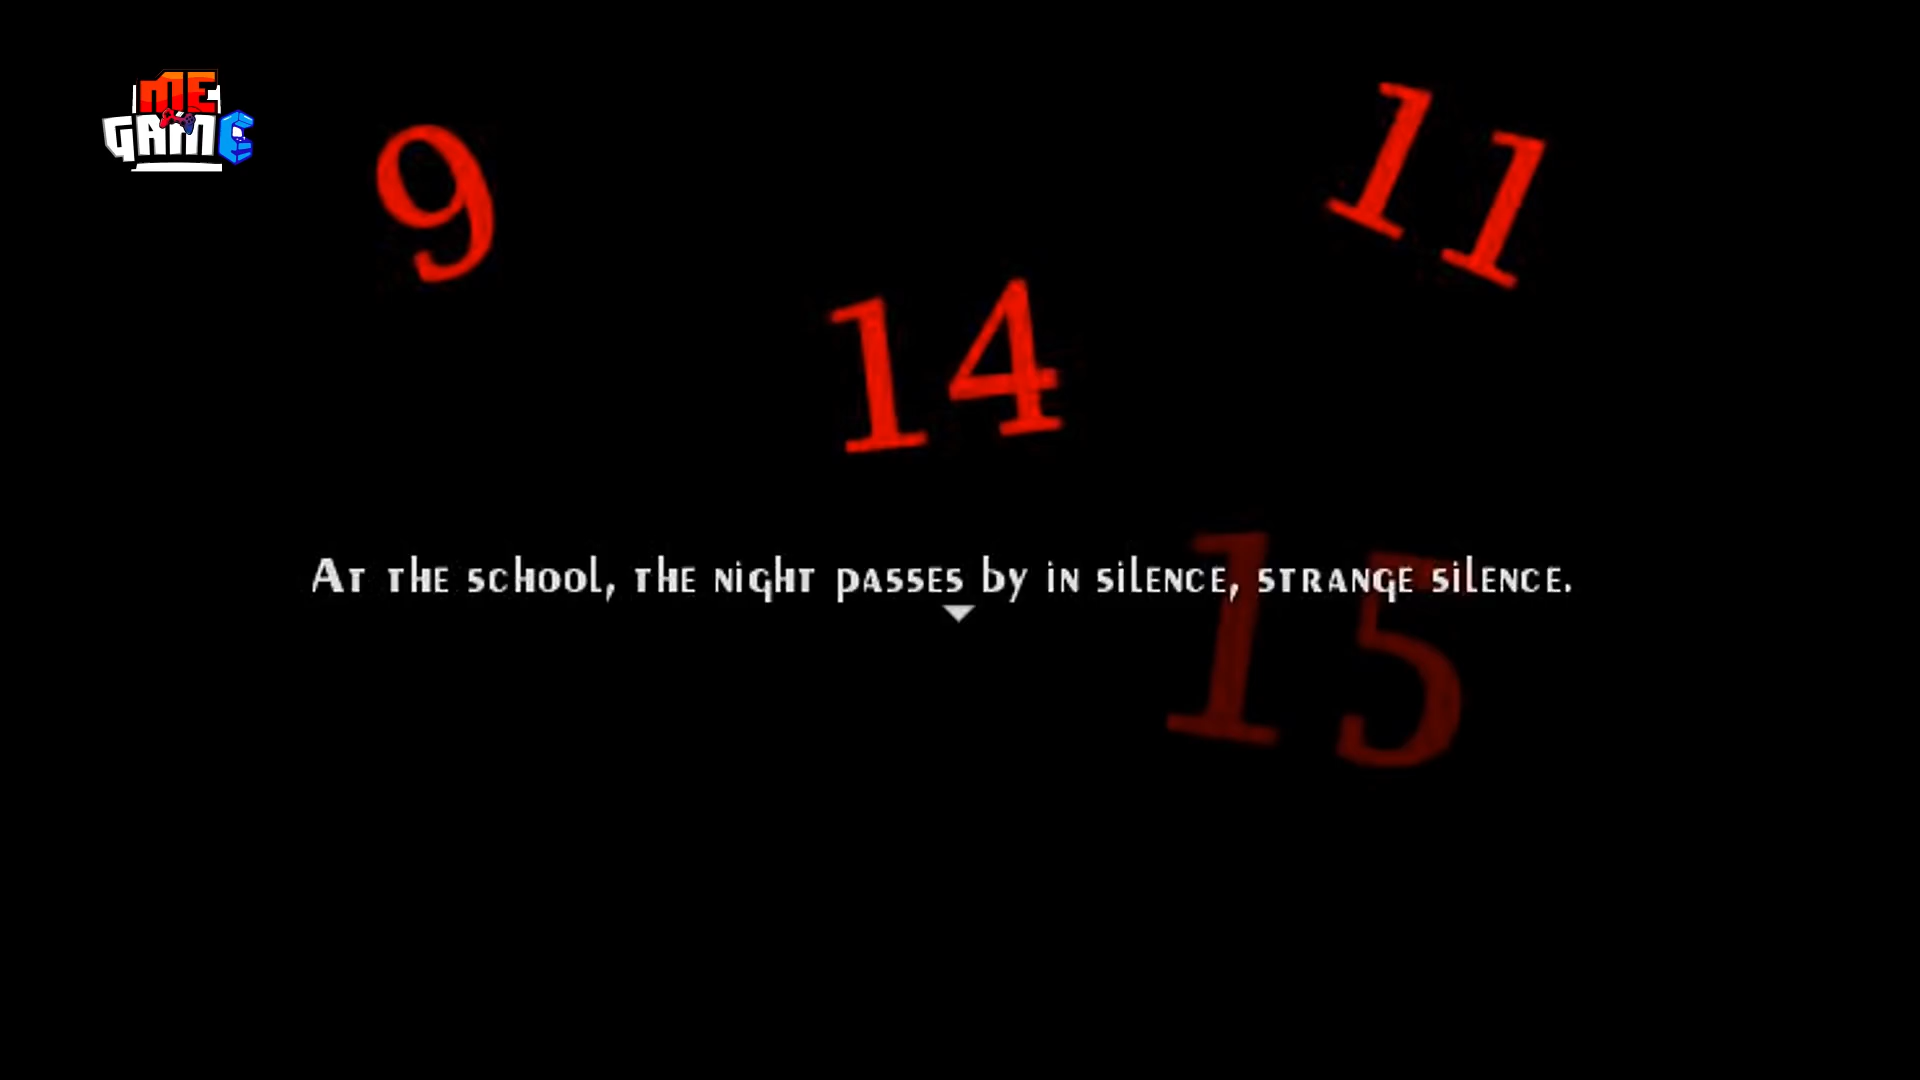 ME
GAME
9
11
14
At the school, the night passes by in silence, strange silence.
15